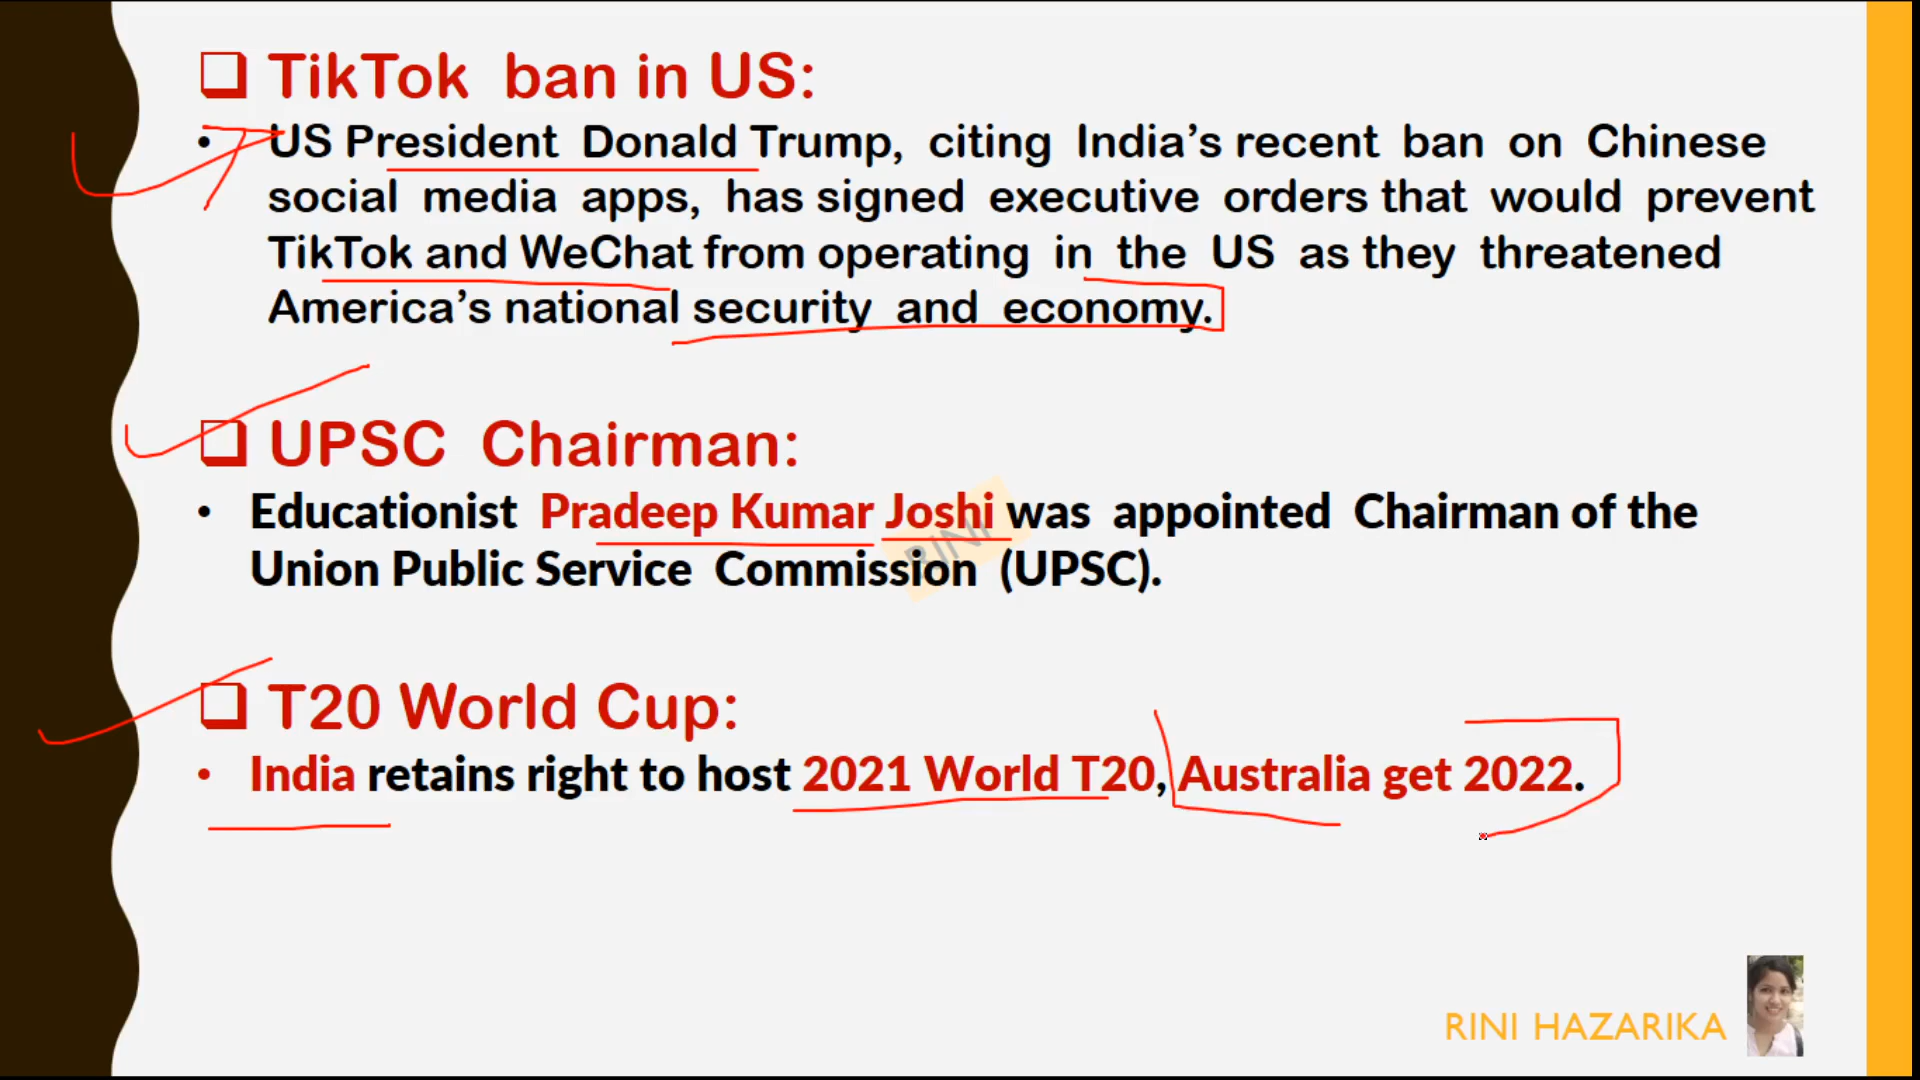 TikTok ban in US:
• US President Donald Trump, citing India's recent ban on Chinese
social media apps, has signed executive orders that would prevent
TikTok and WeChat from operating in the US as they threatened
America's national security and economy.
UPSC Chairman:
• Educationist Pradeep Kumar Joshi was appointed Chairman of the
Union Public Service Commission (UPSC).
RINI
T20 World Cup:
• India retains right to host 2021 World T20, Australia get 2022.
RINI HAZARIKA